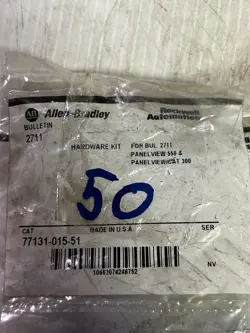 AB Allen-Bradley
Rockwell Automation
BULLETIN
2711
HARDWARE KIT
FOR BUL 2711
PANELVIEW 550 &
PANELVIEW/CAT 300
50
CAT
77131-015-51
MADE IN U.S.A
SER
10662074248752
NV